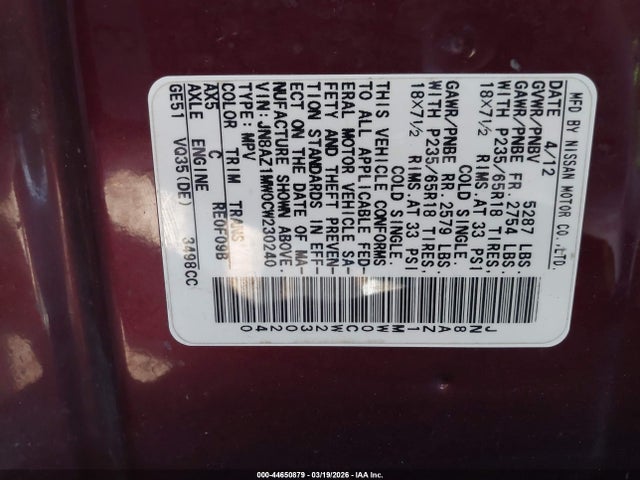 MFD BY NISSAN MOTOR CO.,LTD.
DATE 4/12
GVWR/PNBV 5287 LBS.
GAWR/PNBE FR. 2754 LBS.
WITH P235/65R18 TIRES,
18X7½ RIMS, AT 33 PSI
COLD SINGLE.
GAWR/PNBE RR. 2579 LBS.
WITH P235/65R18 TIRES,
18X7½ RIMS, AT 33 PSI
COLD SINGLE.
THIS VEHICLE CONFORMS
TO ALL APPLICABLE FED-
ERAL MOTOR VEHICLE SA-
FETY AND THEFT PREVEN-
TION STANDARDS IN EFF-
ECT ON THE DATE OF MA-
NUFACTURE SHOWN ABOVE.
VIN: JN8AZ1MW0CW230240
TYPE: MPV
COLOR TRIM TRANS
AX5 C RE0F09B
AXLE ENGINE
GE51 VQ35(DE) 3498CC
JN8AZ1MW0CW230240
000-44650879 - 03/19/2026 - IAA Inc.